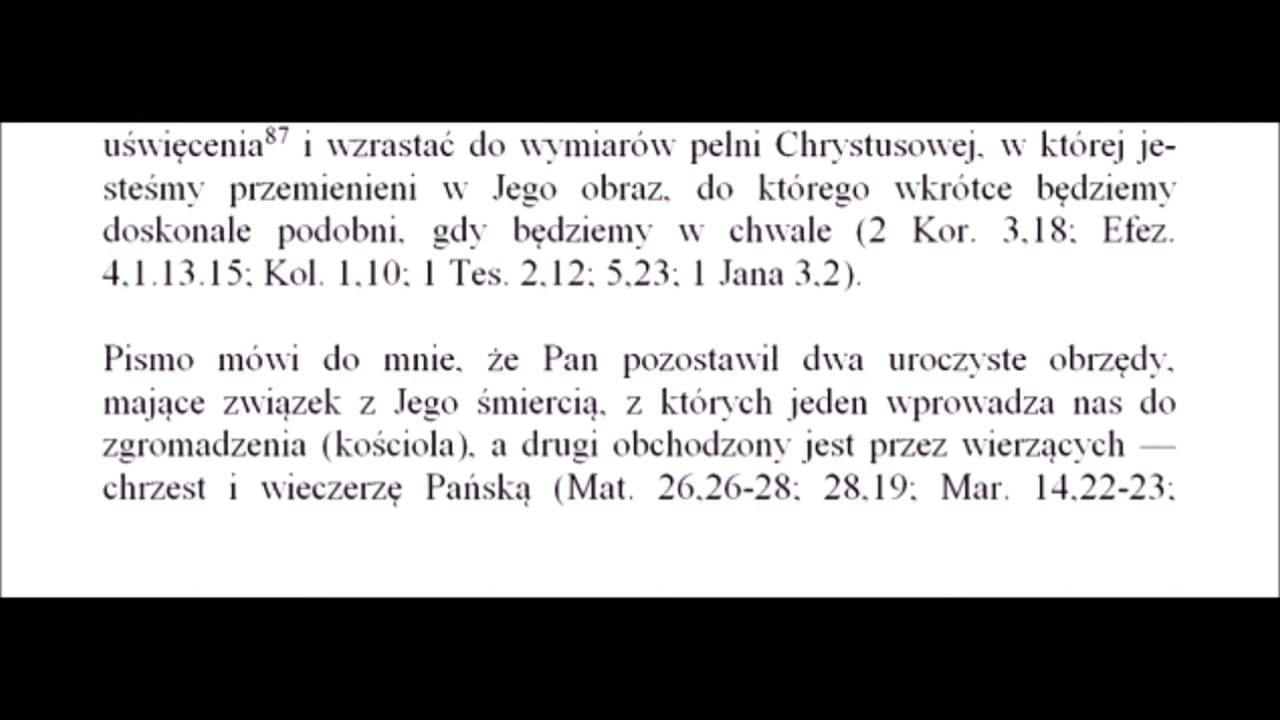 uświęcenia87 i wzrastać do wymiarów pełni Chrystusowej, w której je-
steśmy przemienieni w Jego obraz, do którego wkrótce będziemy
doskonale podobni, gdy będziemy w chwale (2 Kor. 3,18; Efez.
4,1.13.15; Kol. 1,10; 1 Tes. 2,12; 5,23; 1 Jana 3,2).
Pismo mówi do mnie, że Pan pozostawił dwa uroczyste obrzędy,
mające związek z Jego śmiercią, z których jeden wprowadza nas do
zgromadzenia (kościoła), a drugi obchodzony jest przez wierzących —
chrzest i wieczerzę Pańską (Mat. 26,26-28; 28,19; Mar. 14,22-23;